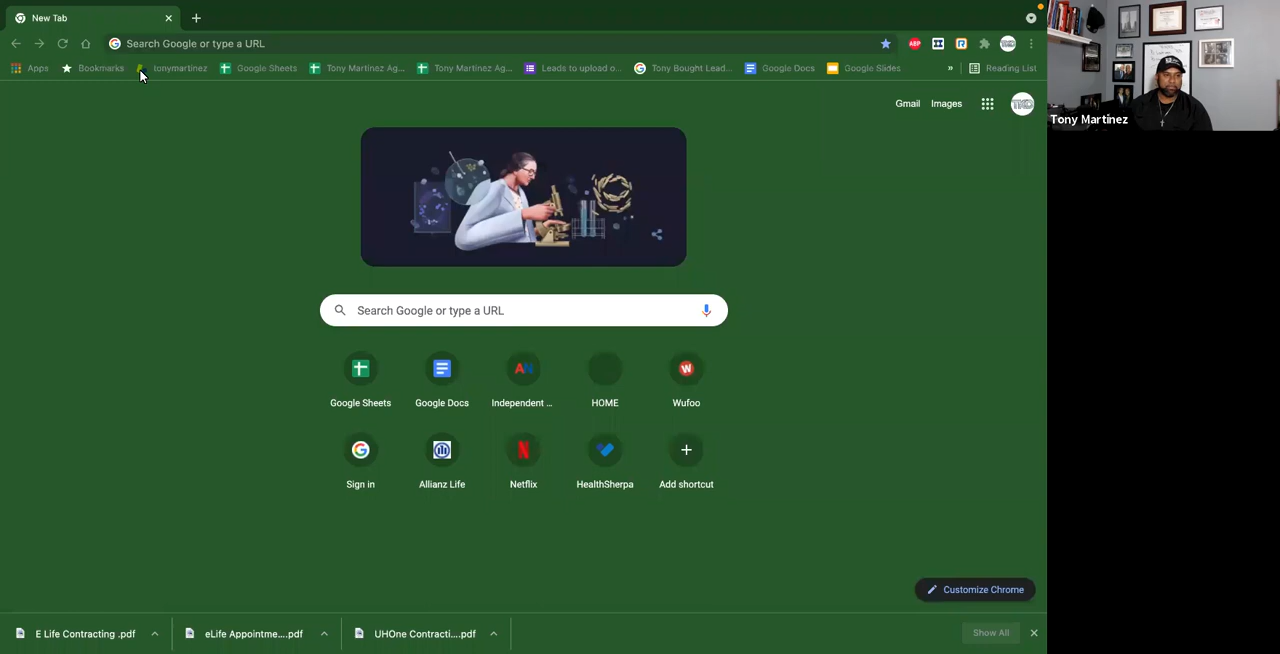 New Tab
Search Google or type a URL
ABP
Apps Bookmarks tonymartinez Google Sheets Tony Martinez Ag... Tony Martinez Ag... Leads to upload o... Tony Bought Lead... Google Docs Google Slides » Reading List
Gmail Images
Tony Martinez
Search Google or type a URL
Google Sheets Google Docs Independent ... HOME Wufoo
Sign in Allianz Life Netflix HealthSherpa Add shortcut
Customize Chrome
E Life Contracting .pdf eLife Appointme....pdf UHOne Contracti....pdf Show All